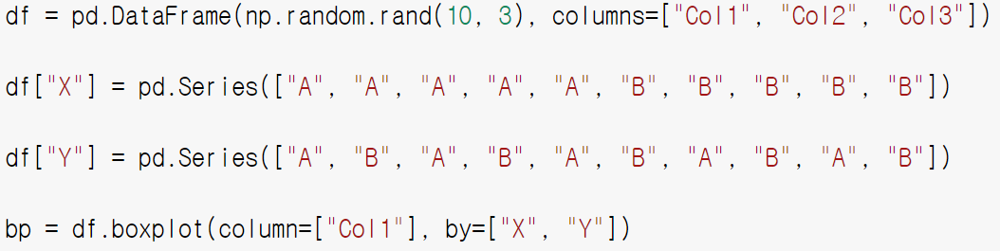 df = pd.DataFrame(np.random.rand(10, 3), columns=["Col1", "Col2", "Col3"])
df["X"] = pd.Series(["A", "A", "A", "A", "A", "B", "B", "B", "B", "B"])
df["Y"] = pd.Series(["A", "B", "A", "B", "A", "B", "A", "B", "A", "B"])
bp = df.boxplot(column=["Col1"], by=["X", "Y"])